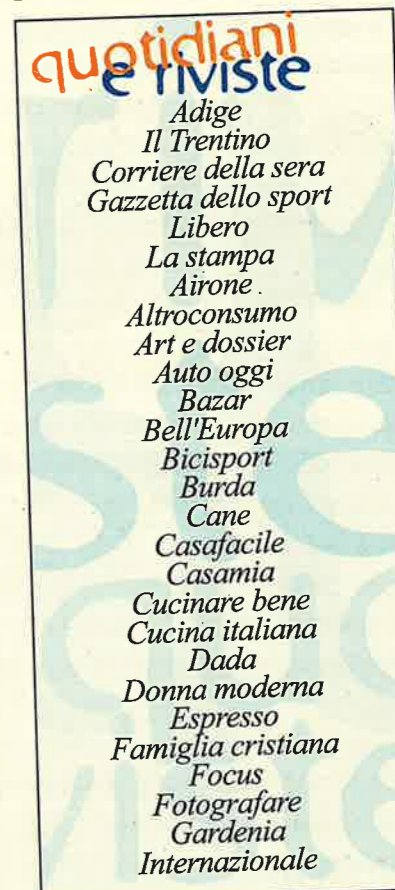 quotidiani
e riviste
Adige
Il Trentino
Corriere della sera
Gazzetta dello sport
Libero
La stampa
Airone
Altroconsumo
Art e dossier
Auto oggi
Bazar
Bell'Europa
Bicisport
Burda
Cane
Casafacile
Casamia
Cucinare bene
Cucina italiana
Dada
Donna moderna
Espresso
Famiglia cristiana
Focus
Fotografare
Gardenia
Internazionale